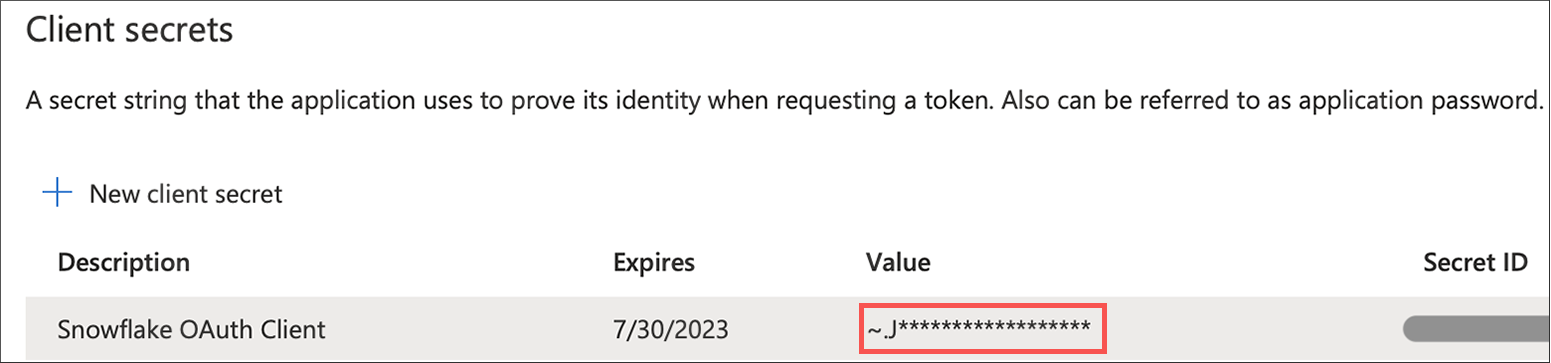 Client secrets
A secret string that the application uses to prove its identity when requesting a token. Also can be referred to as application password.
New client secret
Description Expires Value Secret ID
Snowflake OAuth Client 7/30/2023 ~.J******************